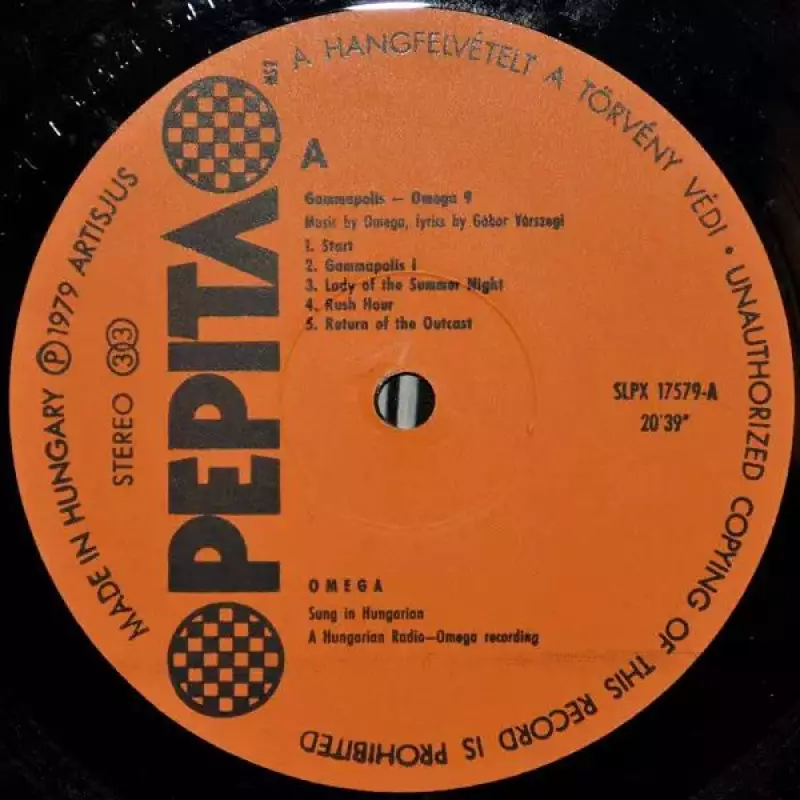 A HANGFELVÉTELT A TÖRVÉNY VÉDI • UNAUTHORIZED COPYING OF THIS RECORD IS PROHIBITED
MADE IN HUNGARY Ⓟ 1979 ARTISJUS
STEREO 33
PEPITA
A
Gammapolis – Omega 9
Music by Omega, lyrics by Gábor Várszegi
1. Start
2. Gammapolis I
3. Lady of the Summer Night
4. Rush Hour
5. Return of the Outcast
SLPX 17579-A
20'39"
OMEGA
Sung in Hungarian
A Hungarian Radio–Omega recording